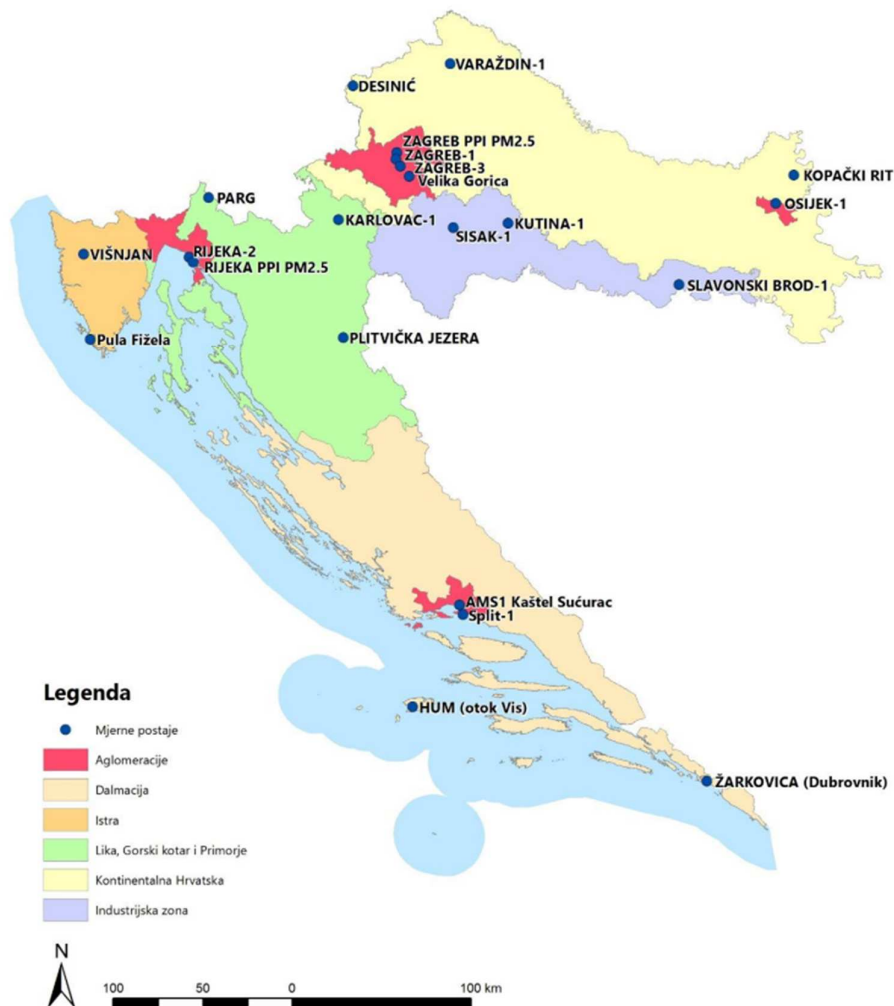 VARAŽDIN-1
DESINIĆ
ZAGREB PPI PM2.5
ZAGREB-1
ZAGREB-3
Velika Gorica
KOPAČKI RIT
OSIJEK-1
PARG
KARLOVAC-1
KUTINA-1
SISAK-1
VIŠNJAN
RIJEKA-2
RIJEKA PPI PM2.5
SLAVONSKI BROD-1
Pula Fižela
PLITVIČKA JEZERA
AMS1 Kaštel Sućurac
Split-1
HUM (otok Vis)
ŽARKOVICA (Dubrovnik)
Legenda
Mjerne postaje
Aglomeracije
Dalmacija
Istra
Lika, Gorski kotar i Primorje
Kontinentalna Hrvatska
Industrijska zona
N
100 50 0 100 km